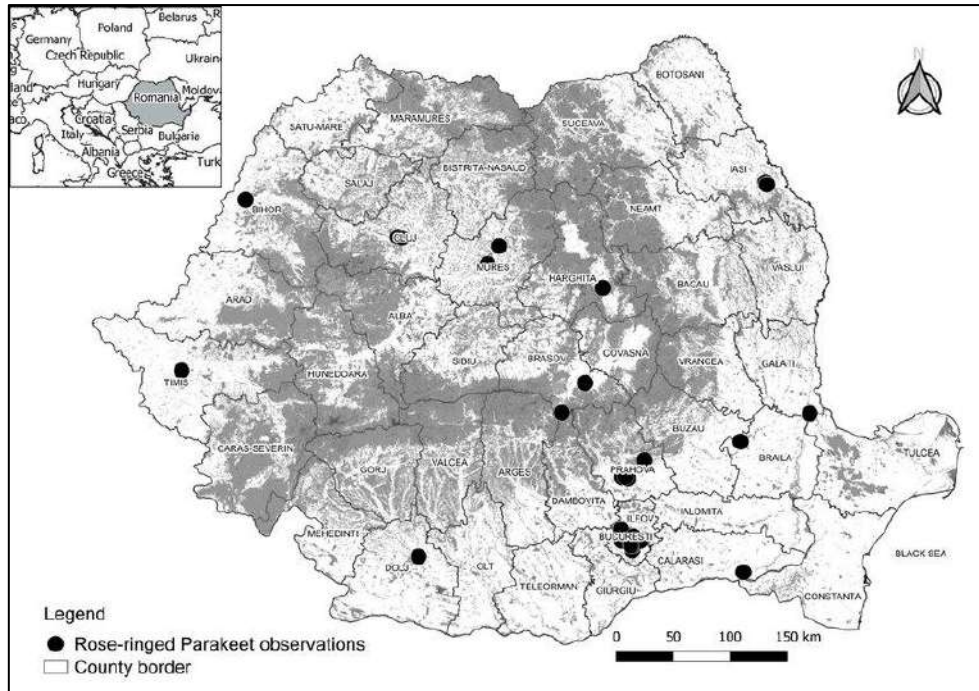 Belarus
R
Poland
Germany
Czech Republic
Ukraine
land
Hungary
Moldova
Romania
Croatia
aco
Serbia
Italy
Bulgaria
Albania
Turk
Greece
N
BOTOSANI
SATU-MARE
MARAMURES
SUCEAVA
BISTRITA-NASAUD
IASI
SALAJ
BIHOR
NEAMT
CLUJ
MURES
HARGHITA
BACAU
VASLUI
ARAD
ALBA
SIBIU
BRASOV
COVASNA
VRANCEA
GALATI
TIMIS
HUNEDOARA
BUZAU
CARAS-SEVERIN
GORJ
VALCEA
ARGES
PRAHOVA
BRAILA
TULCEA
DAMBOVITA
IALOMITA
ILFOV
MEHEDINTI
BUCURESTI
BLACK SEA
DOLJ
OLT
CALARASI
TELEORMAN
GIURGIU
CONSTANTA
Legend
Rose-ringed Parakeet observations
County border
0 50 100 150 km